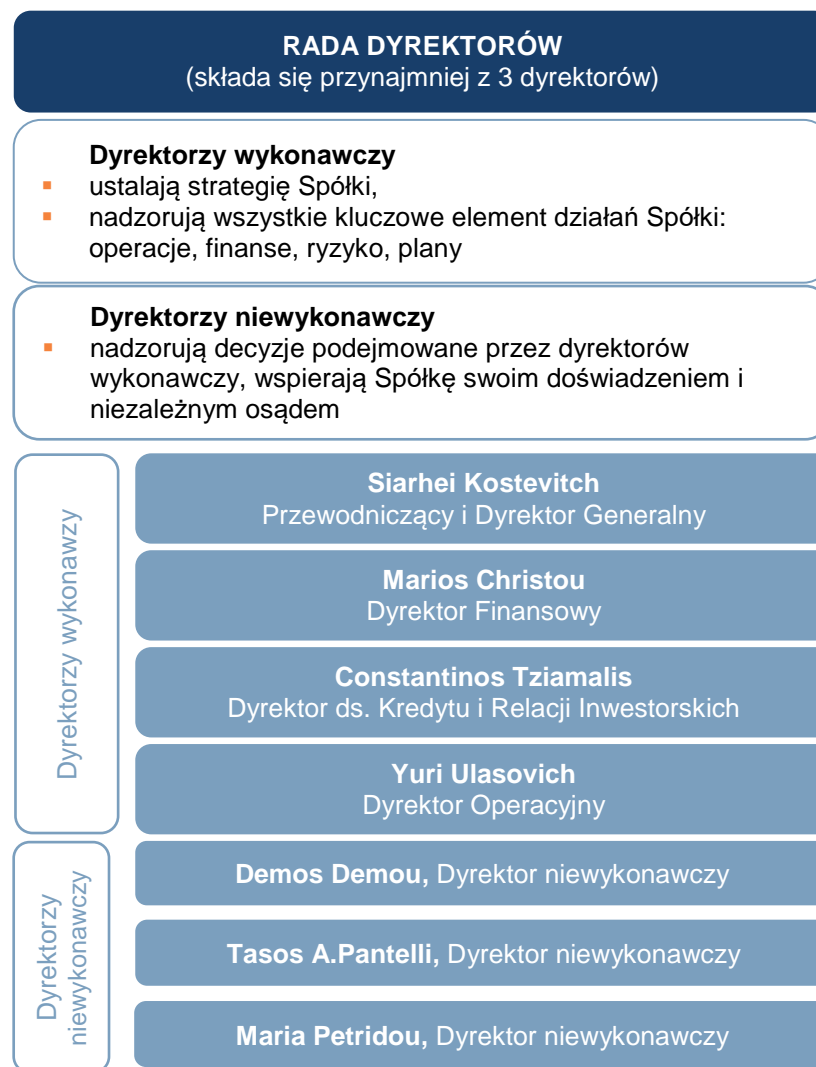 RADA DYREKTORÓW
(składa się przynajmniej z 3 dyrektorów)
Dyrektorzy wykonawczy
▪ ustalają strategię Spółki,
▪ nadzorują wszystkie kluczowe element działań Spółki:
operacje, finanse, ryzyko, plany
Dyrektorzy niewykonawczy
▪ nadzorują decyzje podejmowane przez dyrektorów
wykonawczy, wspierają Spółkę swoim doświadzeniem i
niezależnym osądem
Dyrektorzy wykonawzy
Siarhei Kostevitch
Przewodniczący i Dyrektor Generalny
Marios Christou
Dyrektor Finansowy
Constantinos Tziamalis
Dyrektor ds. Kredytu i Relacji Inwestorskich
Yuri Ulasovich
Dyrektor Operacyjny
Dyrektorzy
niewykonawczy
Demos Demou, Dyrektor niewykonawczy
Tasos A.Pantelli, Dyrektor niewykonawczy
Maria Petridou, Dyrektor niewykonawczy